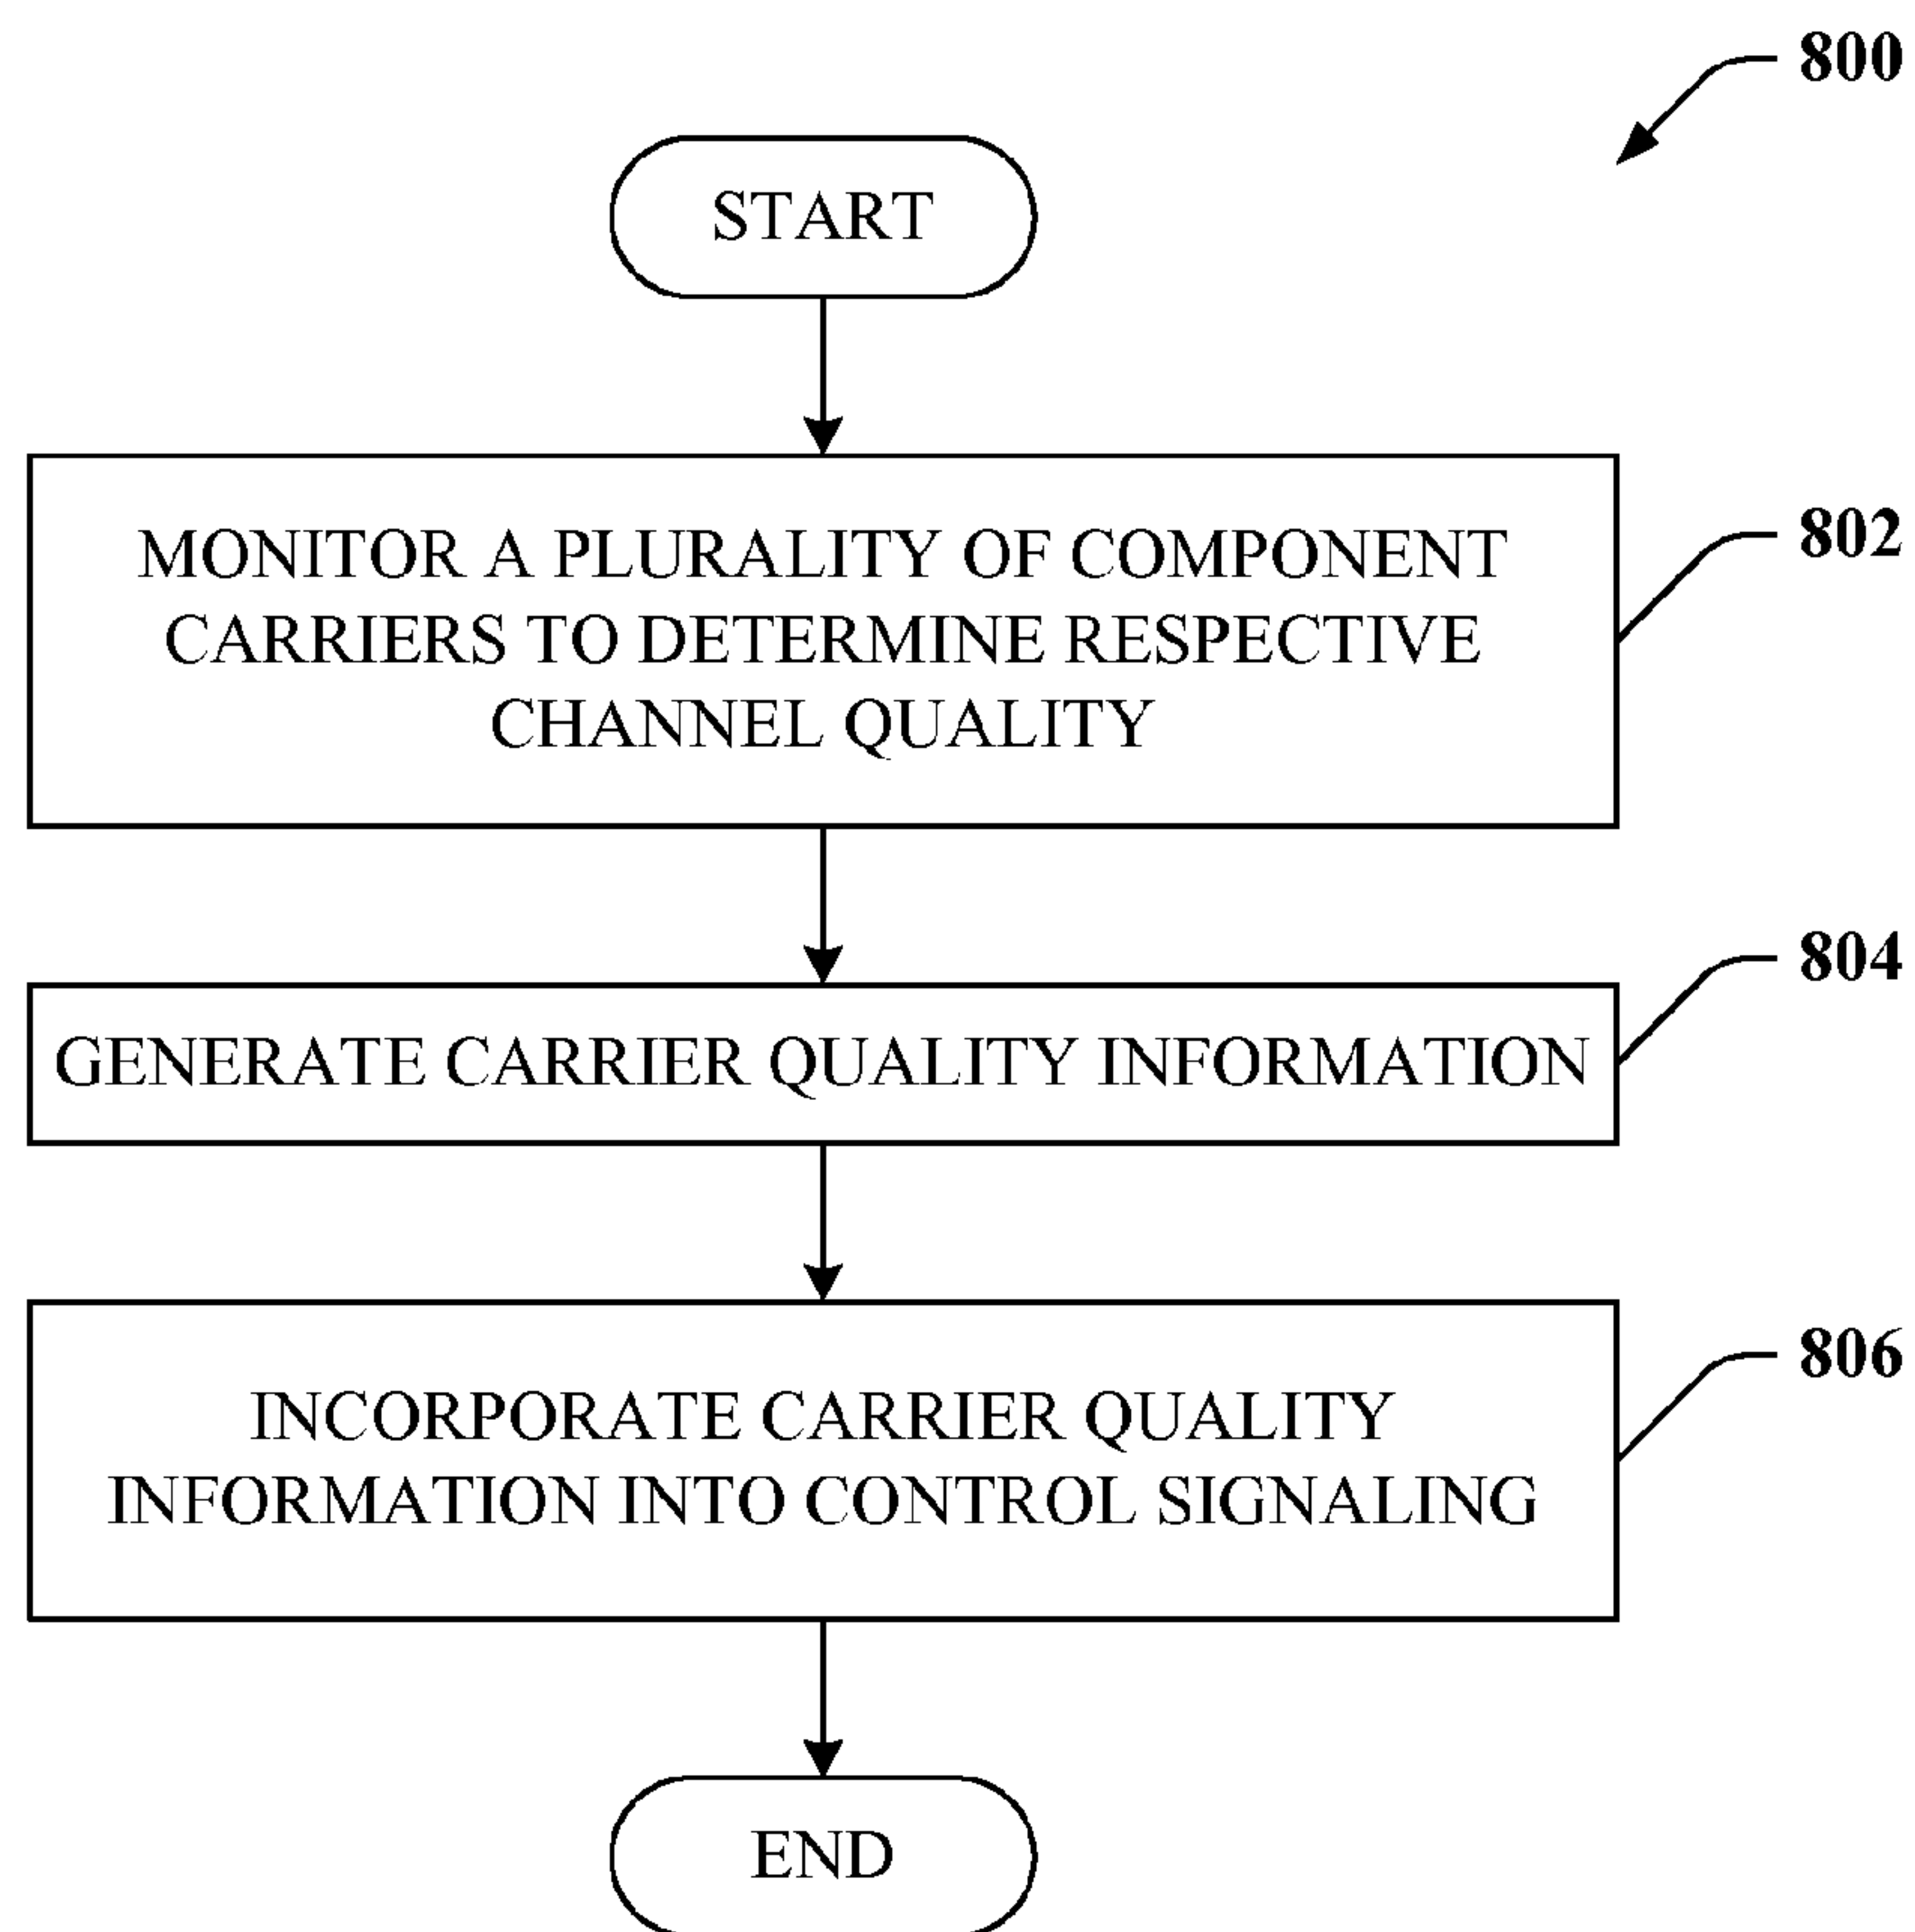 800
START
MONITOR A PLURALITY OF COMPONENT
CARRIERS TO DETERMINE RESPECTIVE
CHANNEL QUALITY
802
GENERATE CARRIER QUALITY INFORMATION
804
INCORPORATE CARRIER QUALITY
INFORMATION INTO CONTROL SIGNALING
806
END